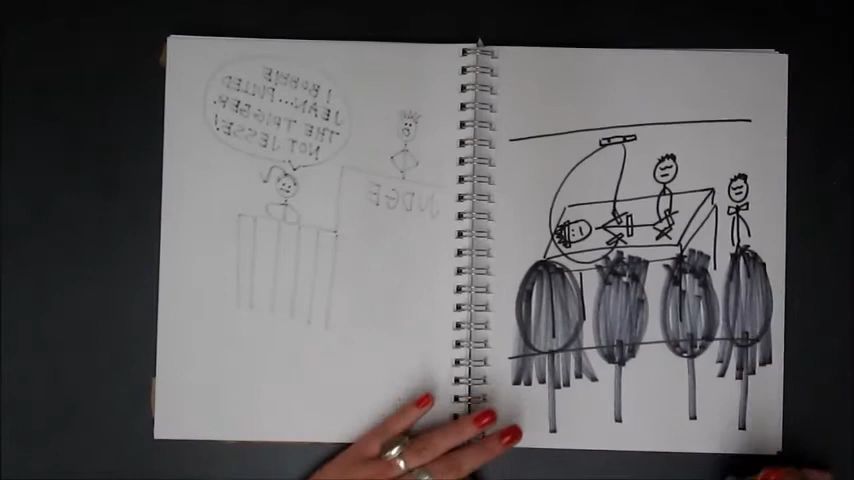 I BOBBIE
JEAN...PULLED
THE TRIGGER.
NOT JESSE!
JUDGE